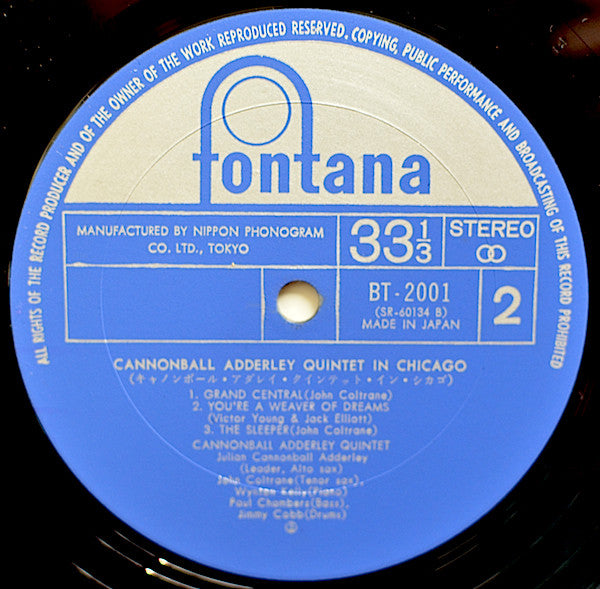 ALL RIGHTS OF THE RECORD PRODUCER AND OF THE OWNER OF THE WORK REPRODUCED RESERVED. COPYING, PUBLIC PERFORMANCE AND BROADCASTING OF THIS RECORD PROHIBITED
fontana
MANUFACTURED BY NIPPON PHONOGRAM
CO. LTD., TOKYO
33 1/3
STEREO
BT-2001
(SR-60134 B)
MADE IN JAPAN
2
CANNONBALL ADDERLEY QUINTET IN CHICAGO
(キャノンボール・アダレイ・クインテット・イン・シカゴ)
1. GRAND CENTRAL(John Coltrane)
2. YOU'RE A WEAVER OF DREAMS
(Victor Young & Jack Elliott)
3. THE SLEEPER(John Coltrane)
CANNONBALL ADDERLEY QUINTET
Julian Cannonball Adderley
(Leader, Alto sax)
John Coltrane(Tenor sax),
Wynton Kelly(Piano)
Paul Chambers(Bass),
Jimmy Cobb(Drums)